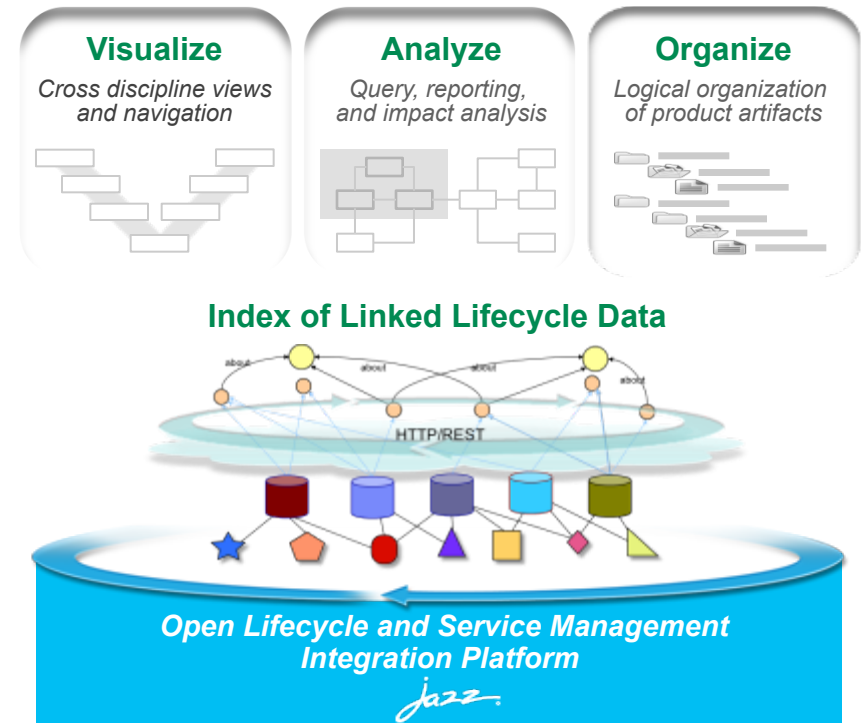 Visualize
Cross discipline views
and navigation
Analyze
Query, reporting,
and impact analysis
Organize
Logical organization
of product artifacts
Index of Linked Lifecycle Data
about
about
about
about
HTTP/REST
Open Lifecycle and Service Management
Integration Platform
jazz